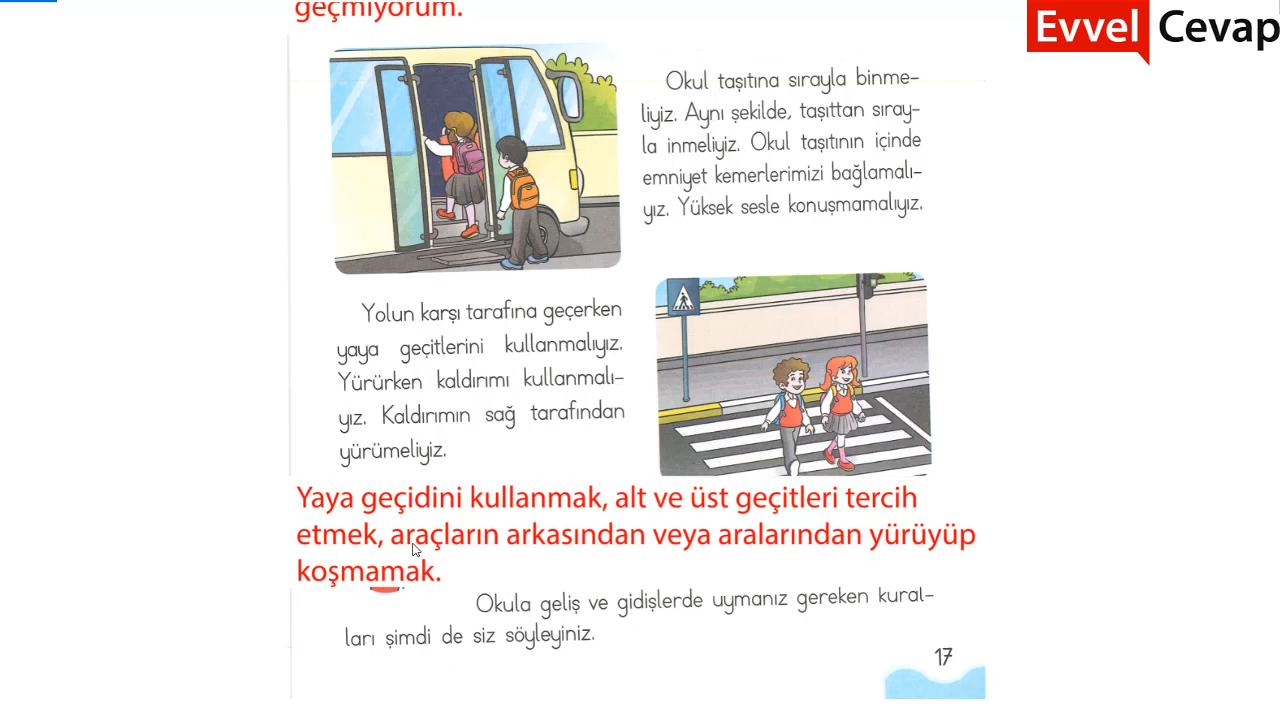 geçmiyorum.
Evvel Cevap
Okul taşıtına sırayla binme-
liyiz. Aynı şekilde, taşıttan sıray-
la inmeliyiz. Okul taşıtının içinde
emniyet kemerlerimizi bağlamalı-
yız. Yüksek sesle konuşmamalıyız.
Yolun karşı tarafına geçerken
yaya geçitlerini kullanmalıyız.
Yürürken kaldırımı kullanmalı-
yız. Kaldırımın sağ tarafından
yürümeliyiz.
Yaya geçidini kullanmak, alt ve üst geçitleri tercih
etmek, araçların arkasından veya aralarından yürüyüp
koşmamak.
Okula geliş ve gidişlerde uymanız gereken kural-
ları şimdi de siz söyleyiniz.
17